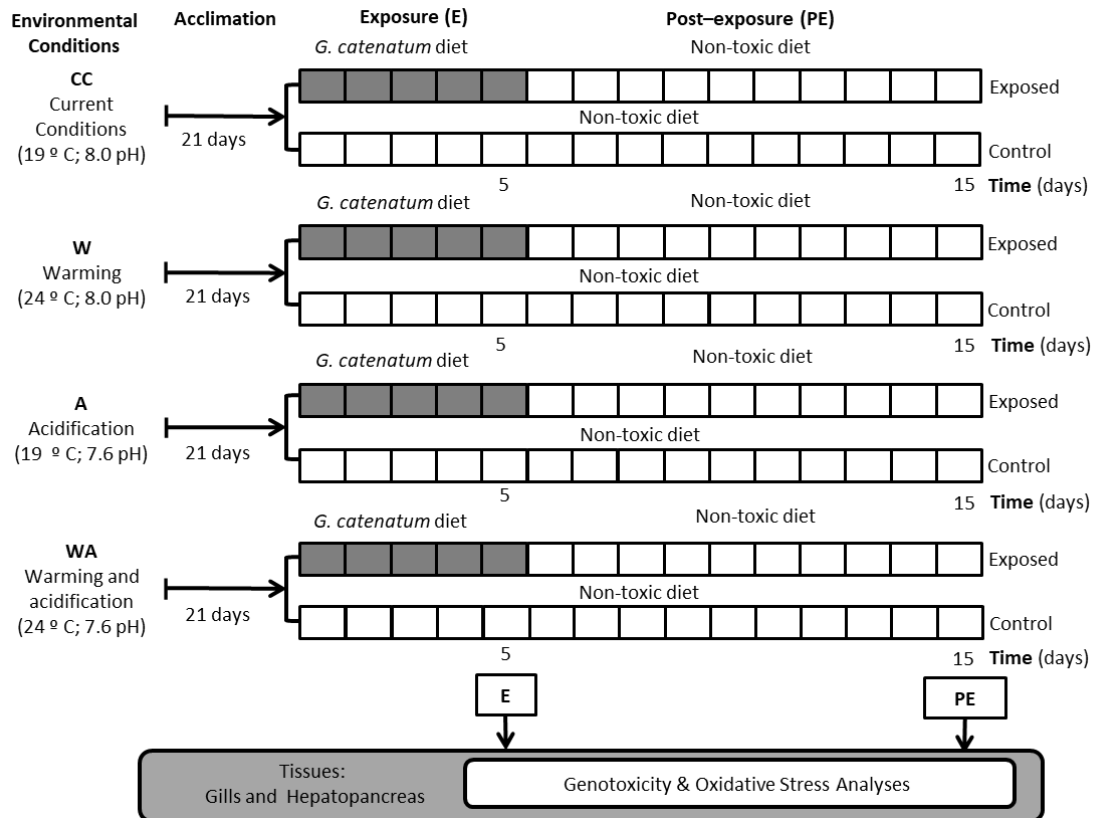 Environmental
Conditions
Acclimation
Exposure (E)
Post–exposure (PE)
G. catenatum diet
Non-toxic diet
CC
Current
Conditions
(19 º C; 8.0 pH)
21 days
Exposed
Non-toxic diet
Control
5
15 Time (days)
G. catenatum diet
Non-toxic diet
W
Warming
(24 º C; 8.0 pH)
21 days
Exposed
Non-toxic diet
Control
5
15 Time (days)
G. catenatum diet
Non-toxic diet
A
Acidification
(19 º C; 7.6 pH)
21 days
Exposed
Non-toxic diet
Control
5
15 Time (days)
G. catenatum diet
Non-toxic diet
WA
Warming and
acidification
(24 º C; 7.6 pH)
21 days
Exposed
Non-toxic diet
Control
5
15 Time (days)
E
PE
Tissues:
Gills and Hepatopancreas
Genotoxicity & Oxidative Stress Analyses